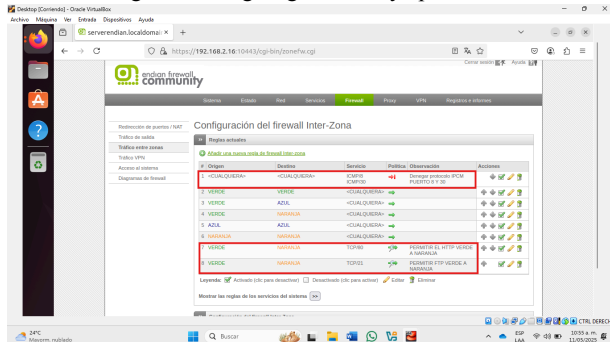 Desktop [Corriendo] - Oracle VirtualBox
Archivo Máquina Ver Entrada Dispositivos Ayuda
serverendian.localdomain
https://192.168.2.16:10443/cgi-bin/zonefw.cgi
Cerrar sesión Ayuda
endian firewall
community
Sistema Estado Red Servicios Firewall Proxy VPN Registros e Informes
Redirección de puertos / NAT
Tráfico de salida
Tráfico entre zonas
Tráfico VPN
Acceso al sistema
Diagramas de firewall
Configuración del firewall Inter-Zona
Reglas actuales
Añadir una nueva regla de firewall inter-zona
# Origen Destino Servicio Política Observación Acciones
1 <CUALQUIERA> <CUALQUIERA> ICMP/8 ICMP/30 Denegar protocolo IPCM PUERTO 8 Y 30
2 VERDE VERDE <CUALQUIERA>
3 VERDE AZUL <CUALQUIERA>
4 VERDE NARANJA <CUALQUIERA>
5 AZUL AZUL <CUALQUIERA>
6 NARANJA NARANJA <CUALQUIERA>
7 VERDE NARANJA TCP/80 PERMITIR EL HTTP VERDE A NARANJA
8 VERDE NARANJA TCP/21 PERMITIR FTP VERDE A NARANJA
Leyenda: Activado (clic para desactivar) Desactivado (clic para activar) Editar Eliminar
Mostrar las reglas de los servicios del sistema >>
CTRL DERECHA
24°C
Mayorm. nublado
Buscar
ESP
LAA
10:55 a. m.
11/05/2025